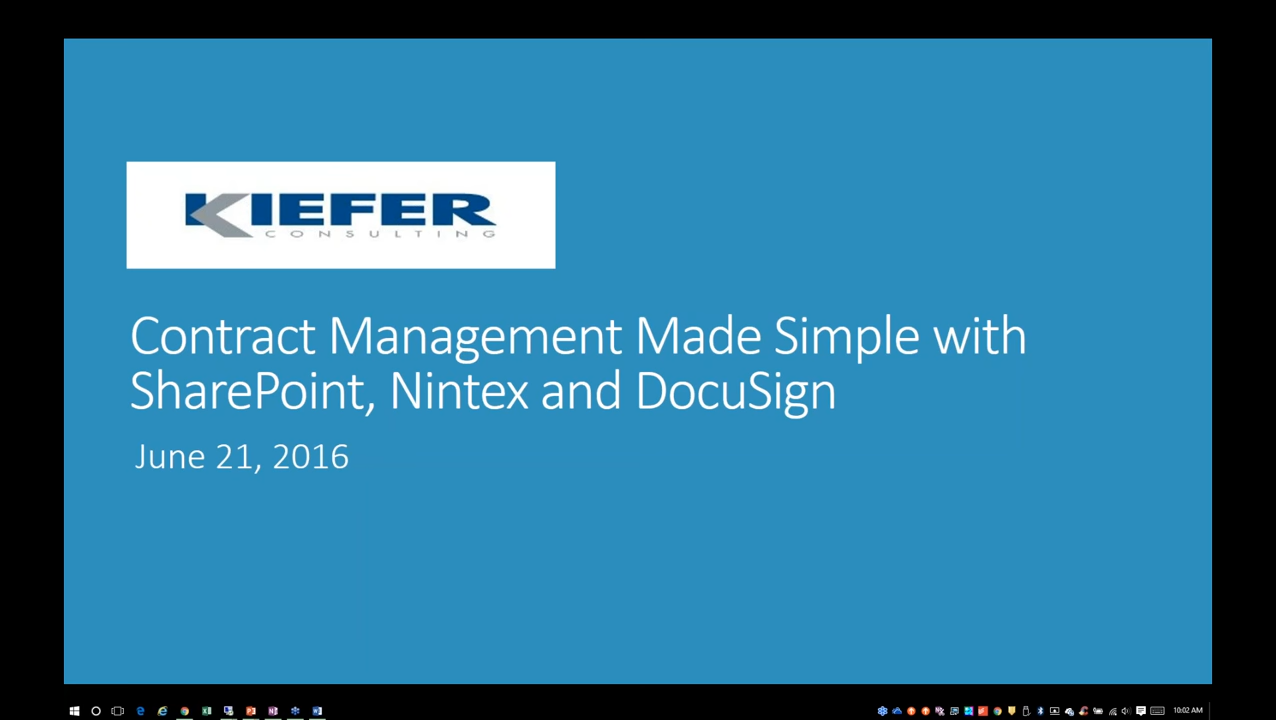 KIEFER
CONSULTING
Contract Management Made Simple with
SharePoint, Nintex and DocuSign
June 21, 2016
10:02 AM